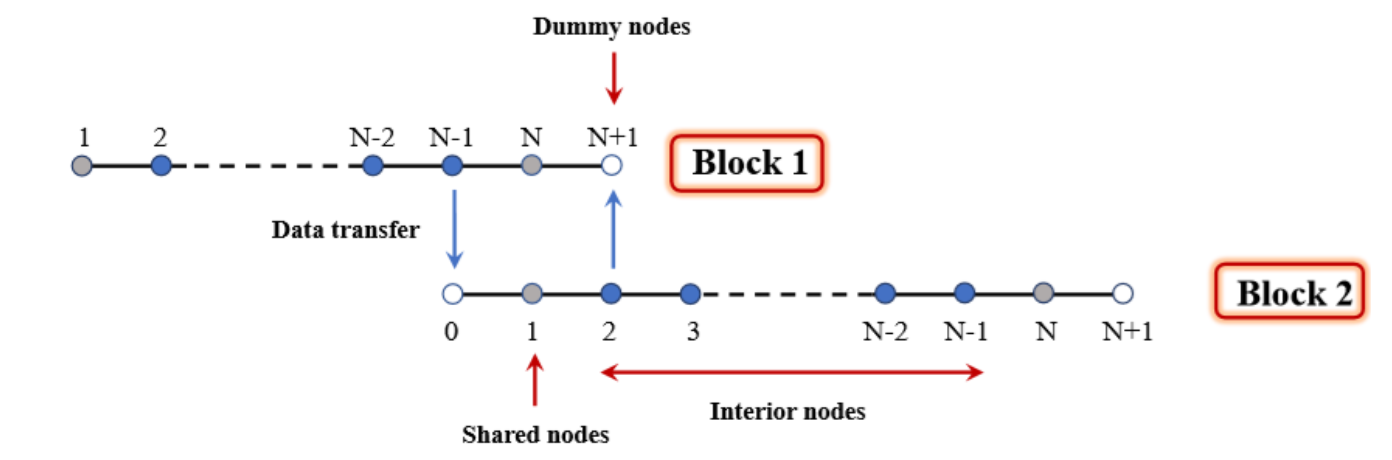 Dummy nodes
1 2 N-2 N-1 N N+1
Block 1
Data transfer
Block 2
0 1 2 3 N-2 N-1 N N+1
Interior nodes
Shared nodes